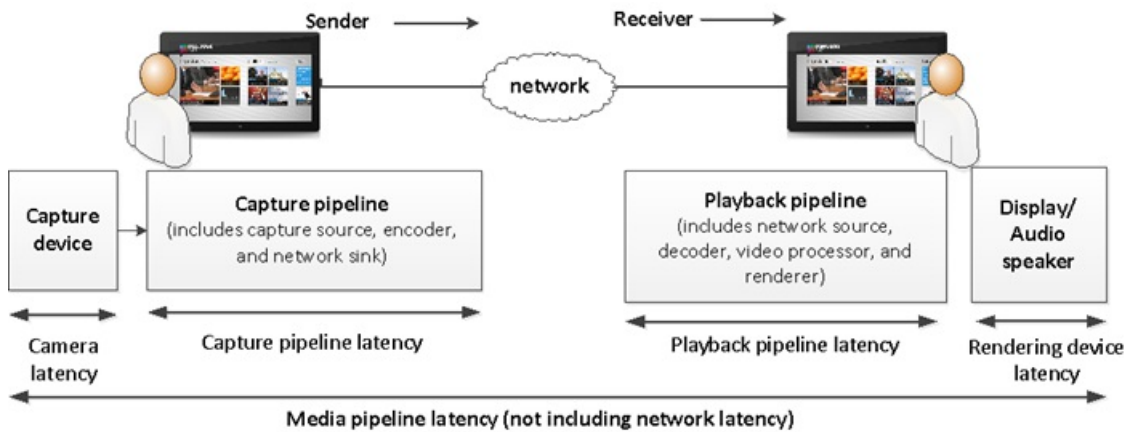 Sender
Receiver
network
Capture
device
Capture pipeline
(includes capture source, encoder,
and network sink)
Playback pipeline
(includes network source,
decoder, video processor, and
renderer)
Display/
Audio
speaker
Camera
latency
Capture pipeline latency
Playback pipeline latency
Rendering device
latency
Media pipeline latency (not including network latency)